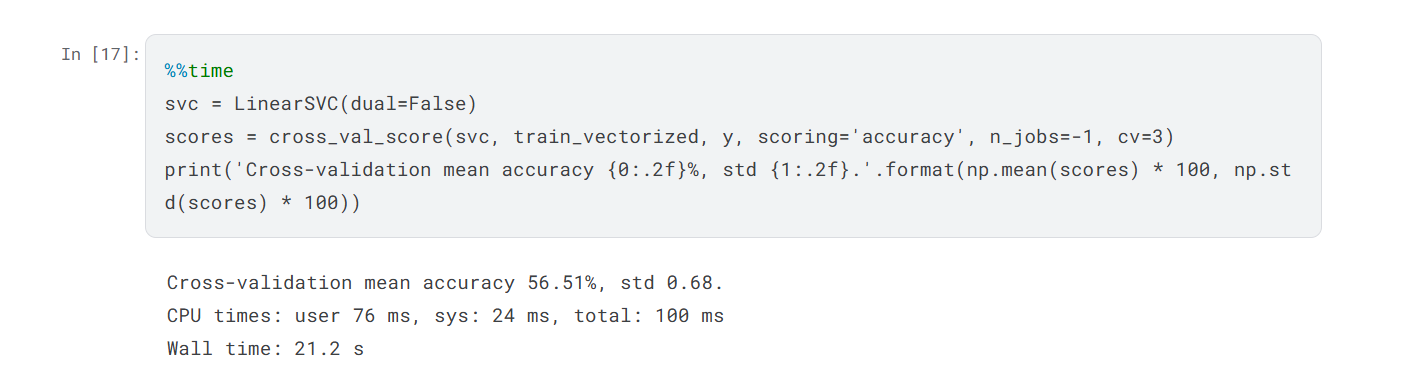 In [17]:
%%time
svc = LinearSVC(dual=False)
scores = cross_val_score(svc, train_vectorized, y, scoring='accuracy', n_jobs=-1, cv=3)
print('Cross-validation mean accuracy {0:.2f}%, std {1:.2f}.'.format(np.mean(scores) * 100, np.st
d(scores) * 100))
Cross-validation mean accuracy 56.51%, std 0.68.
CPU times: user 76 ms, sys: 24 ms, total: 100 ms
Wall time: 21.2 s